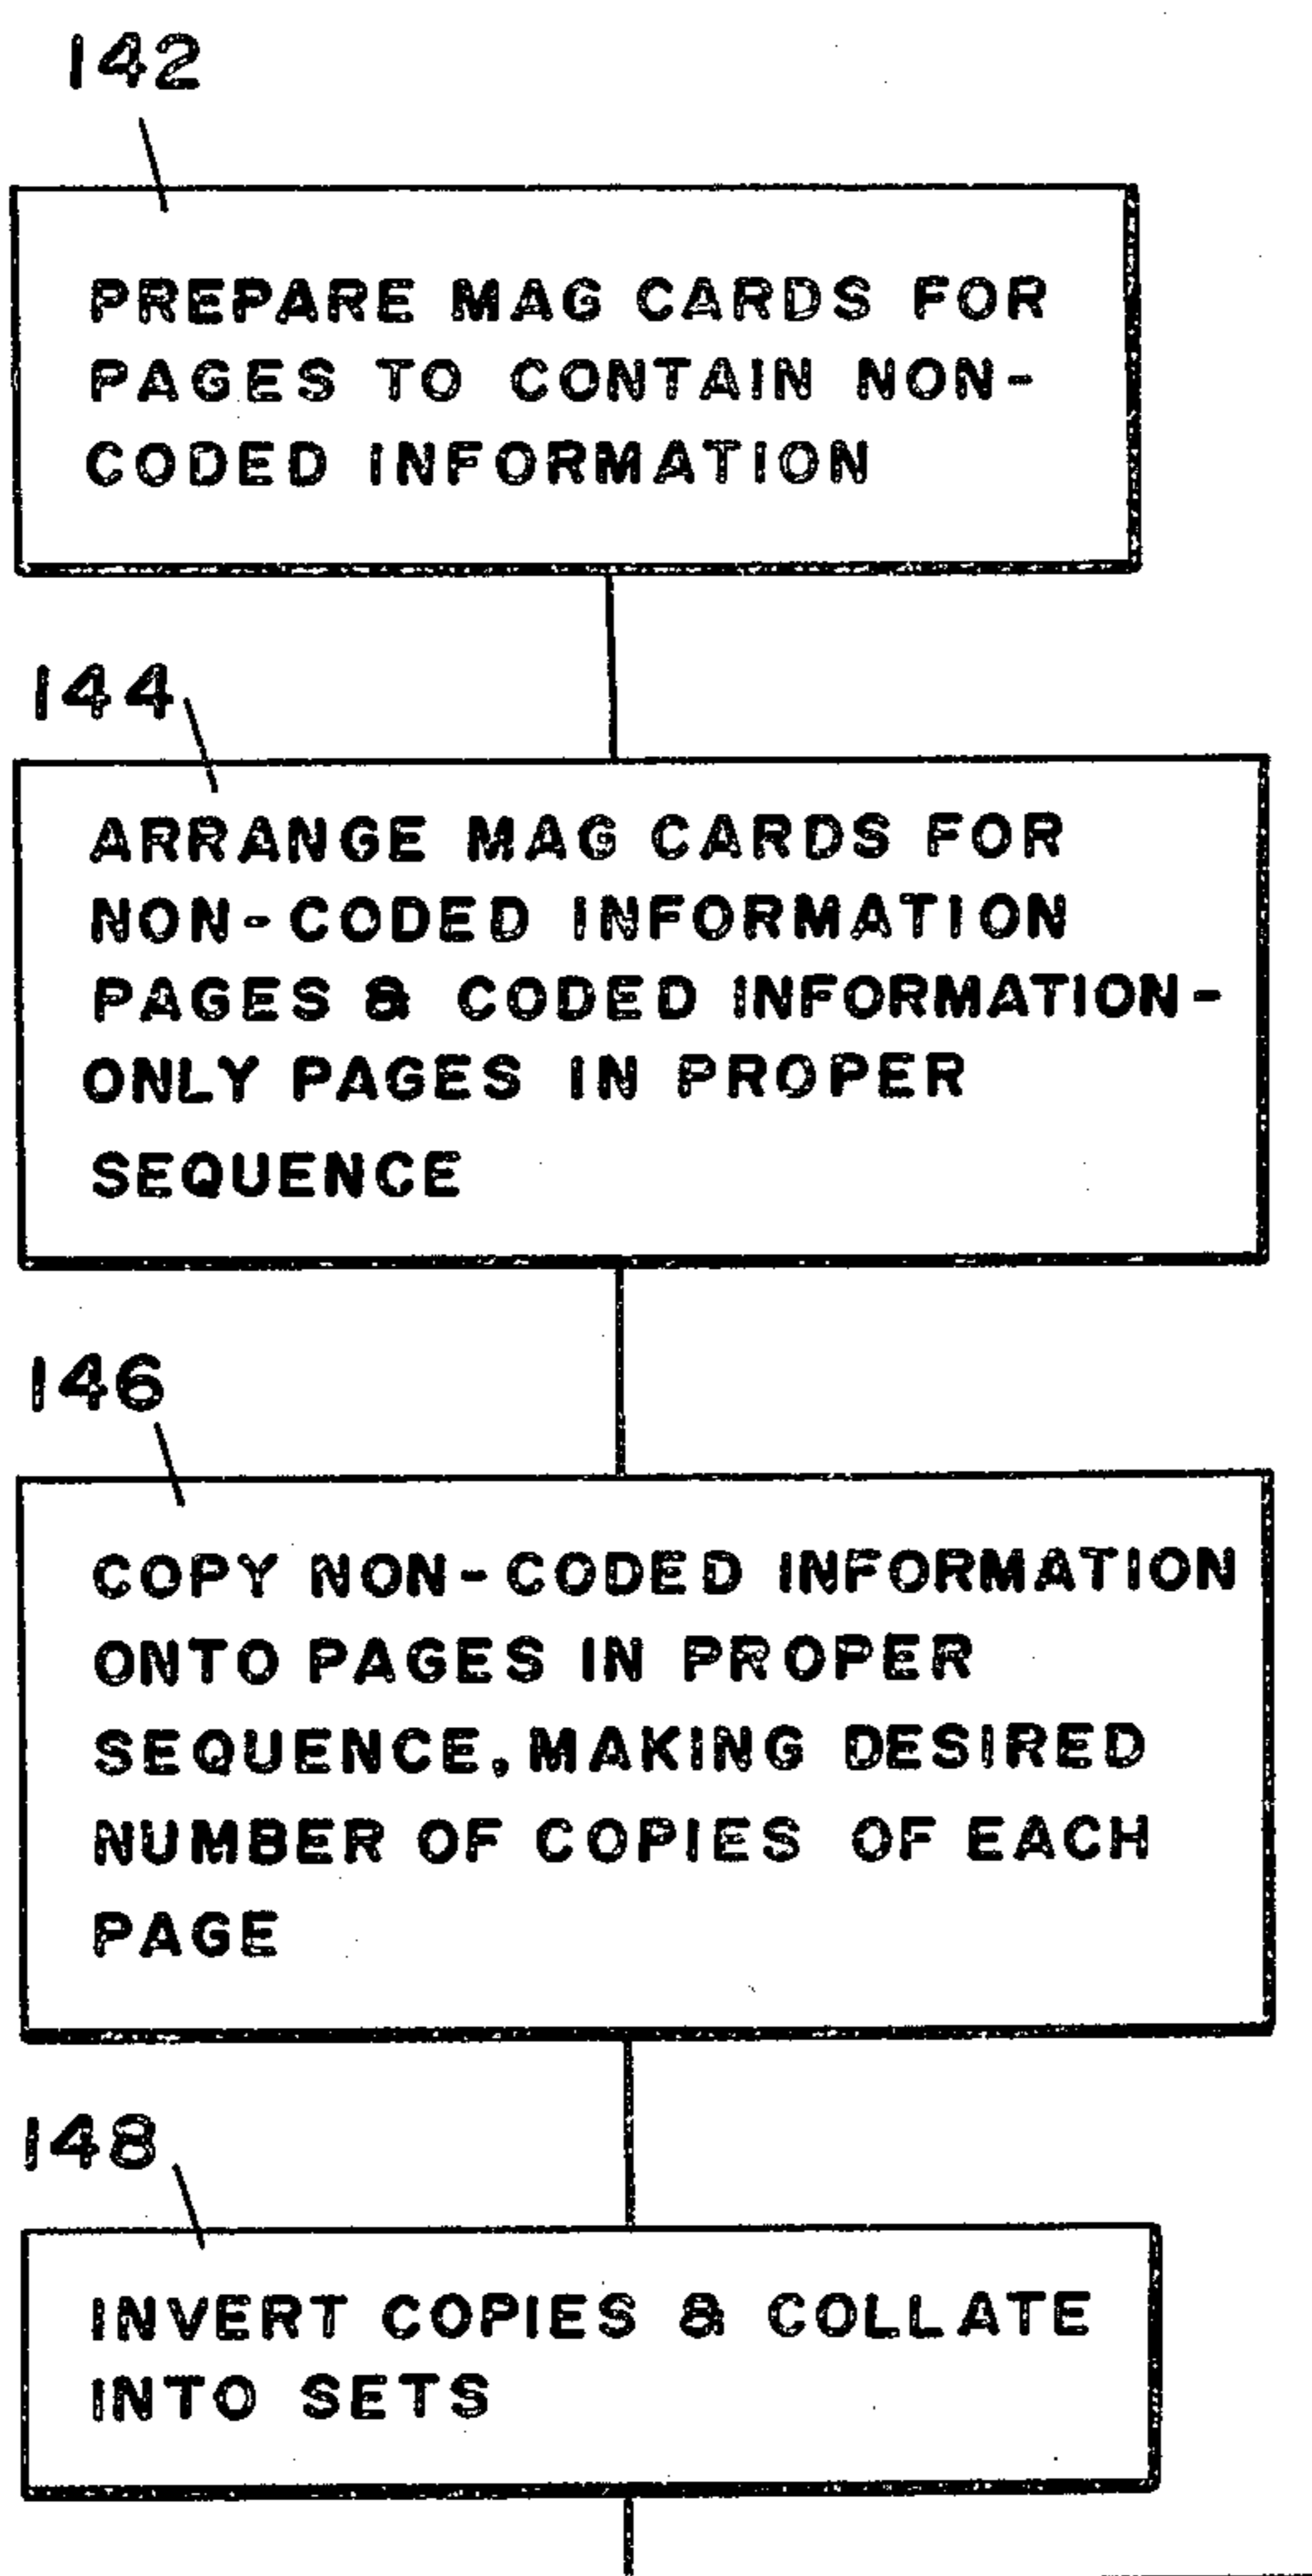 142
PREPARE MAG CARDS FOR
PAGES TO CONTAIN NON-
CODED INFORMATION
144
ARRANGE MAG CARDS FOR
NON-CODED INFORMATION
PAGES & CODED INFORMATION-
ONLY PAGES IN PROPER
SEQUENCE
146
COPY NON-CODED INFORMATION
ONTO PAGES IN PROPER
SEQUENCE, MAKING DESIRED
NUMBER OF COPIES OF EACH
PAGE
148
INVERT COPIES & COLLATE
INTO SETS